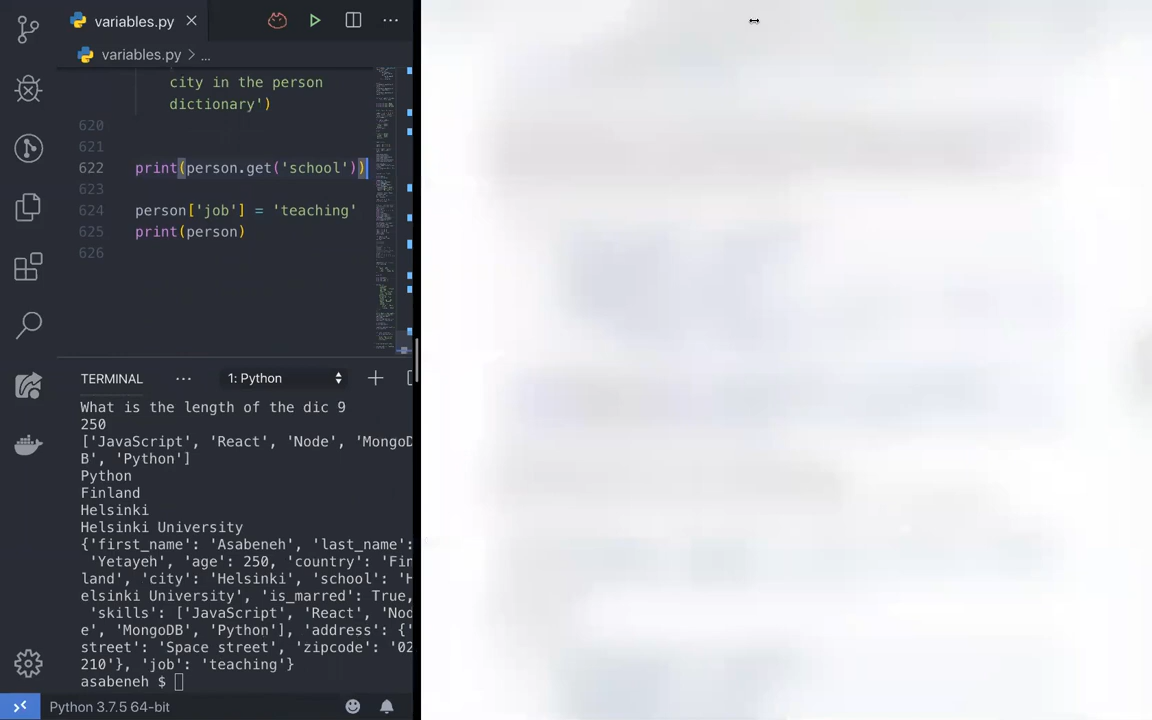 variables.py
variables.py > ...
city in the person
dictionary')
620
621
622 print(person.get('school'))
623
624 person['job'] = 'teaching'
625 print(person)
626
TERMINAL ... 1: Python
What is the length of the dic 9
250
['JavaScript', 'React', 'Node', 'MongoD
B', 'Python']
Python
Finland
Helsinki
Helsinki University
{'first_name': 'Asabeneh', 'last_name':
'Yetayeh', 'age': 250, 'country': 'Fin
land', 'city': 'Helsinki', 'school': 'H
elsinki University', 'is_marred': True,
'skills': ['JavaScript', 'React', 'Nod
e', 'MongoDB', 'Python'], 'address': {'
street': 'Space street', 'zipcode': '02
210'}, 'job': 'teaching'}
asabeneh $
Python 3.7.5 64-bit